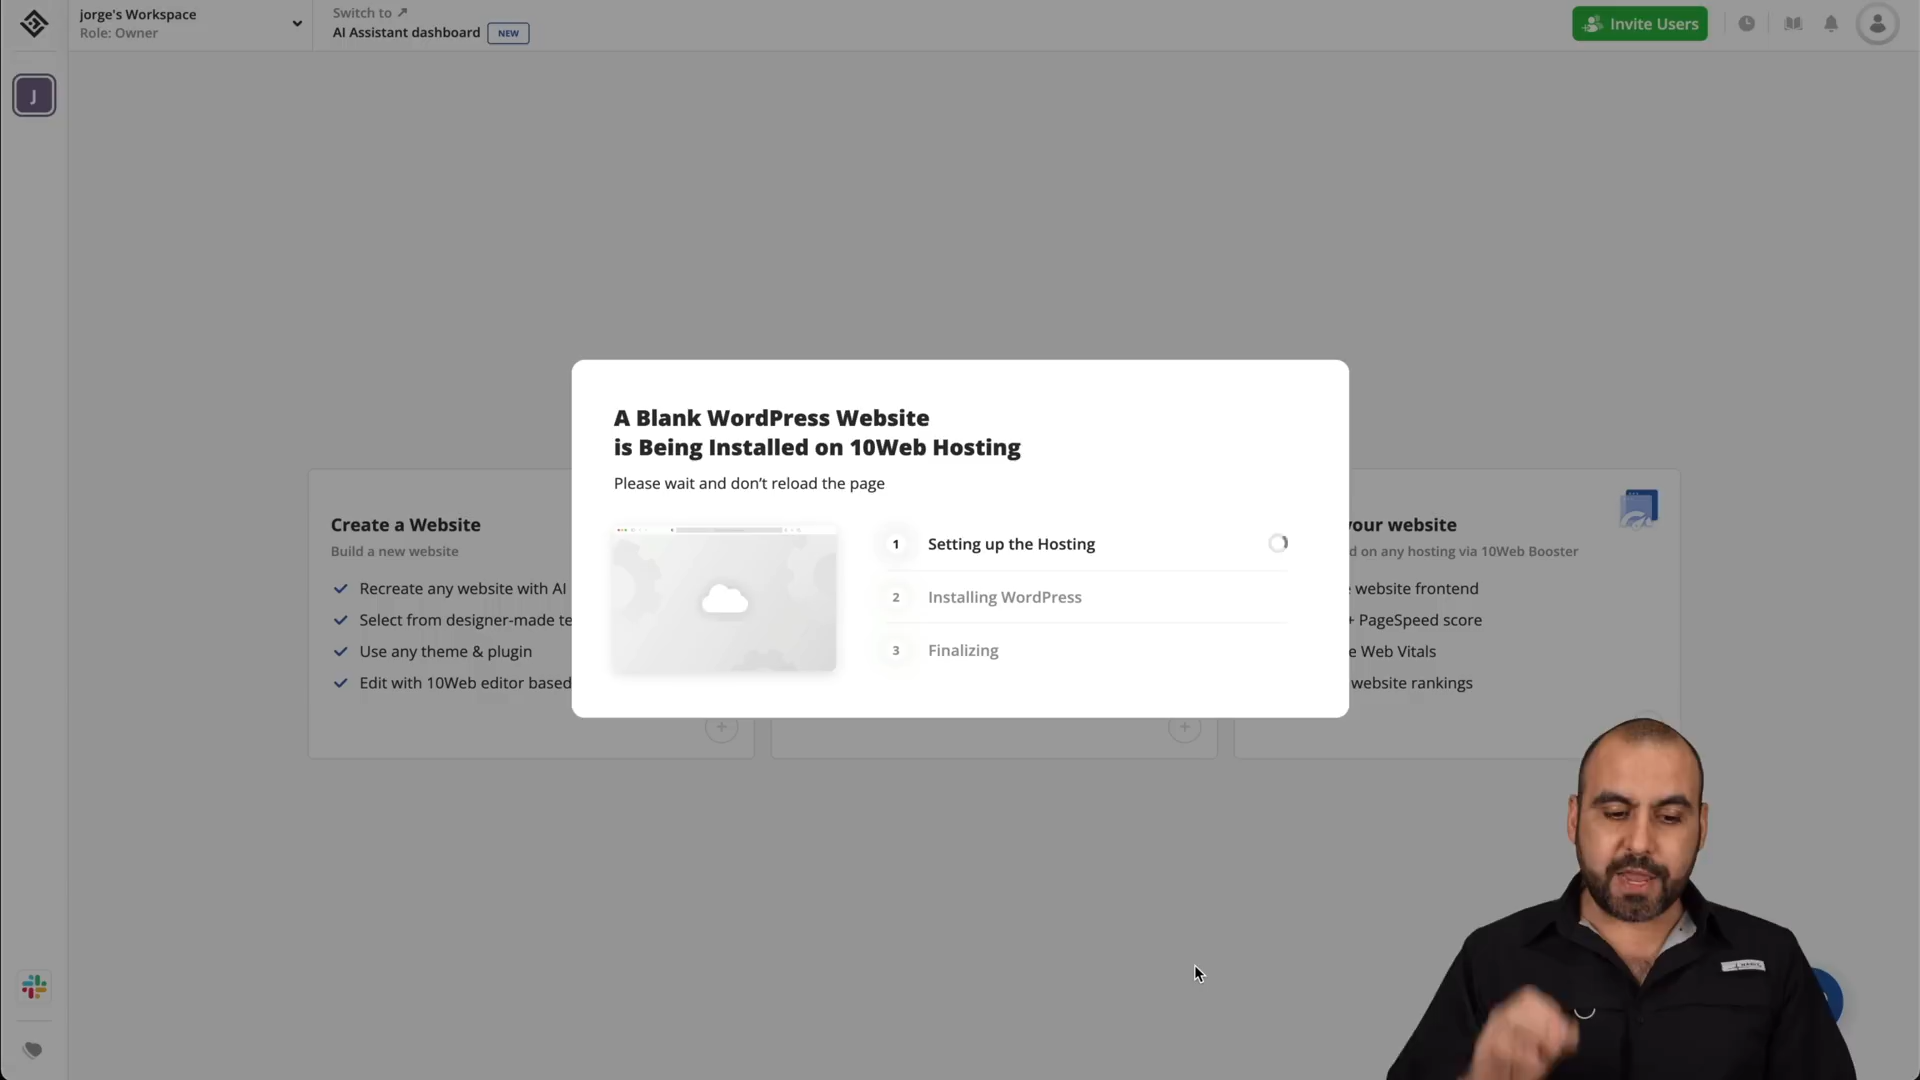 jorge's Workspace
Role: Owner
Switch to
AI Assistant dashboard NEW
Invite Users
J
A Blank WordPress Website
is Being Installed on 10Web Hosting
Please wait and don't reload the page
1 Setting up the Hosting
2 Installing WordPress
3 Finalizing
Create a Website
Build a new website
Recreate any website with AI
Select from designer-made te
Use any theme & plugin
Edit with 10Web editor based
your website
d on any hosting via 10Web Booster
website frontend
+ PageSpeed score
e Web Vitals
website rankings